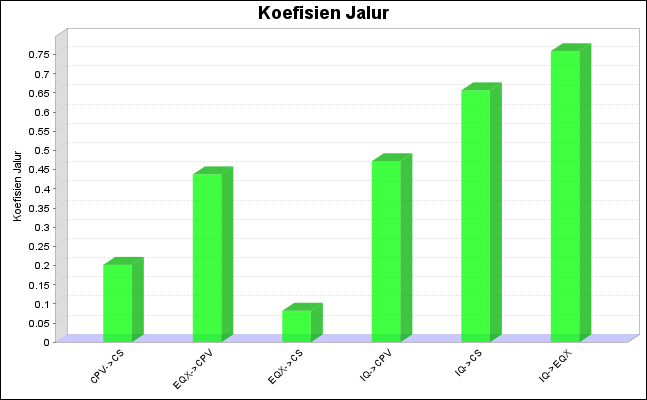 Koefisien Jalur
Koefisien Jalur
0.75
0.7
0.65
0.6
0.55
0.5
0.45
0.4
0.35
0.3
0.25
0.2
0.15
0.1
0.05
0
CPV->CS
EQX->CPV
EQX->CS
IQ->CPV
IQ->CS
IQ->EQX